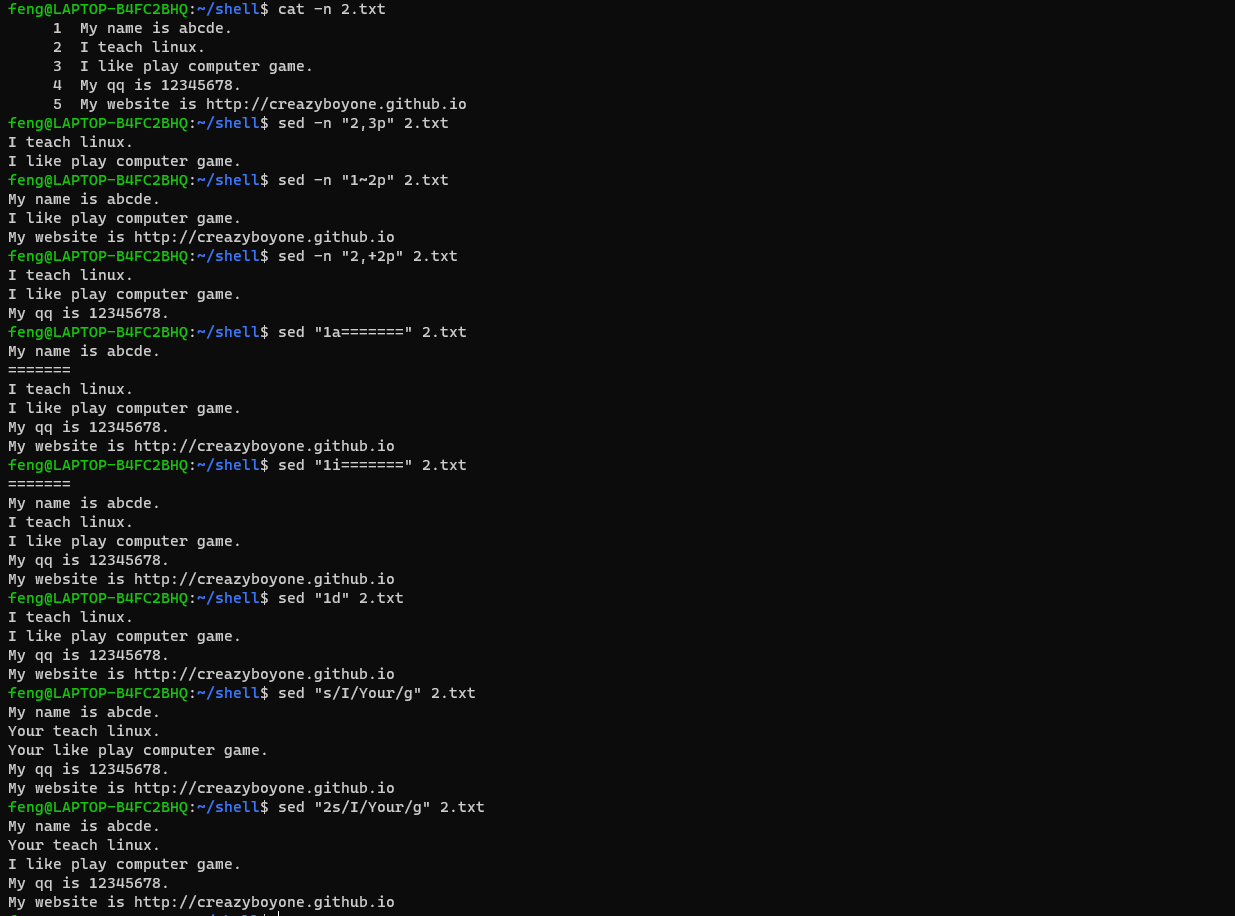 feng@LAPTOP-B4FC2BHQ:~/shell$ cat -n 2.txt
     1  My name is abcde.
     2  I teach linux.
     3  I like play computer game.
     4  My qq is 12345678.
     5  My website is http://creazyboyone.github.io
feng@LAPTOP-B4FC2BHQ:~/shell$ sed -n "2,3p" 2.txt
I teach linux.
I like play computer game.
feng@LAPTOP-B4FC2BHQ:~/shell$ sed -n "1~2p" 2.txt
My name is abcde.
I like play computer game.
My website is http://creazyboyone.github.io
feng@LAPTOP-B4FC2BHQ:~/shell$ sed -n "2,+2p" 2.txt
I teach linux.
I like play computer game.
My qq is 12345678.
feng@LAPTOP-B4FC2BHQ:~/shell$ sed "1a=======" 2.txt
My name is abcde.
=======
I teach linux.
I like play computer game.
My qq is 12345678.
My website is http://creazyboyone.github.io
feng@LAPTOP-B4FC2BHQ:~/shell$ sed "1i=======" 2.txt
=======
My name is abcde.
I teach linux.
I like play computer game.
My qq is 12345678.
My website is http://creazyboyone.github.io
feng@LAPTOP-B4FC2BHQ:~/shell$ sed "1d" 2.txt
I teach linux.
I like play computer game.
My qq is 12345678.
My website is http://creazyboyone.github.io
feng@LAPTOP-B4FC2BHQ:~/shell$ sed "s/I/Your/g" 2.txt
My name is abcde.
Your teach linux.
Your like play computer game.
My qq is 12345678.
My website is http://creazyboyone.github.io
feng@LAPTOP-B4FC2BHQ:~/shell$ sed "2s/I/Your/g" 2.txt
My name is abcde.
Your teach linux.
I like play computer game.
My qq is 12345678.
My website is http://creazyboyone.github.io